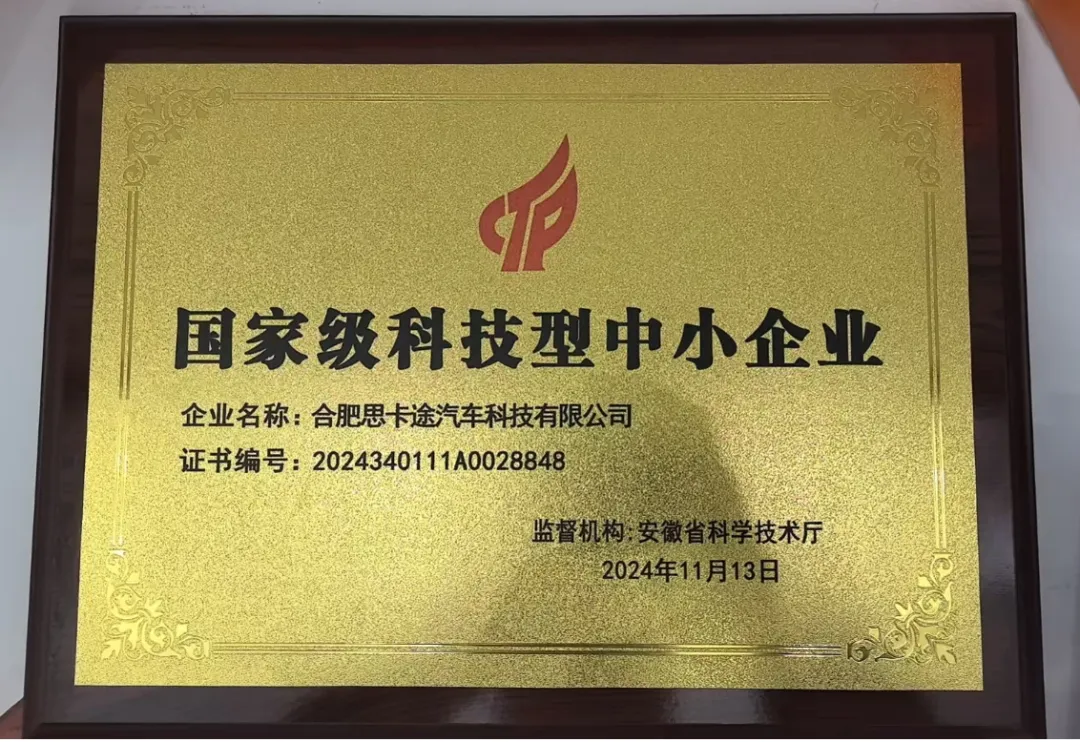 CTP
国家级科技型中小企业
企业名称：合肥思卡途汽车科技有限公司
证书编号：2024340111A0028848
监督机构：安徽省科学技术厅
2024年11月13日